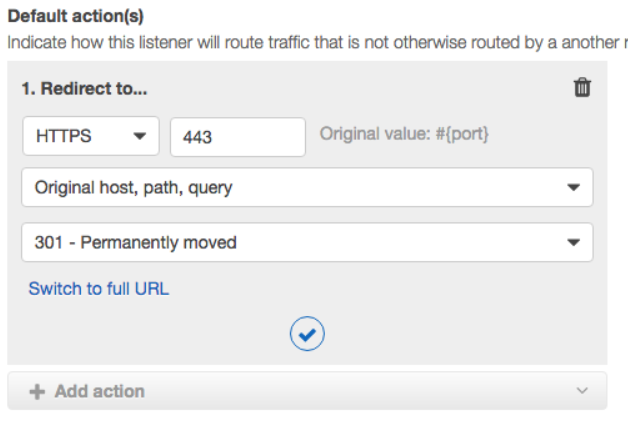 Default action(s)
Indicate how this listener will route traffic that is not otherwise routed by a another
1. Redirect to...
HTTPS 443 Original value: #{port}
Original host, path, query
301 - Permanently moved
Switch to full URL
Add action